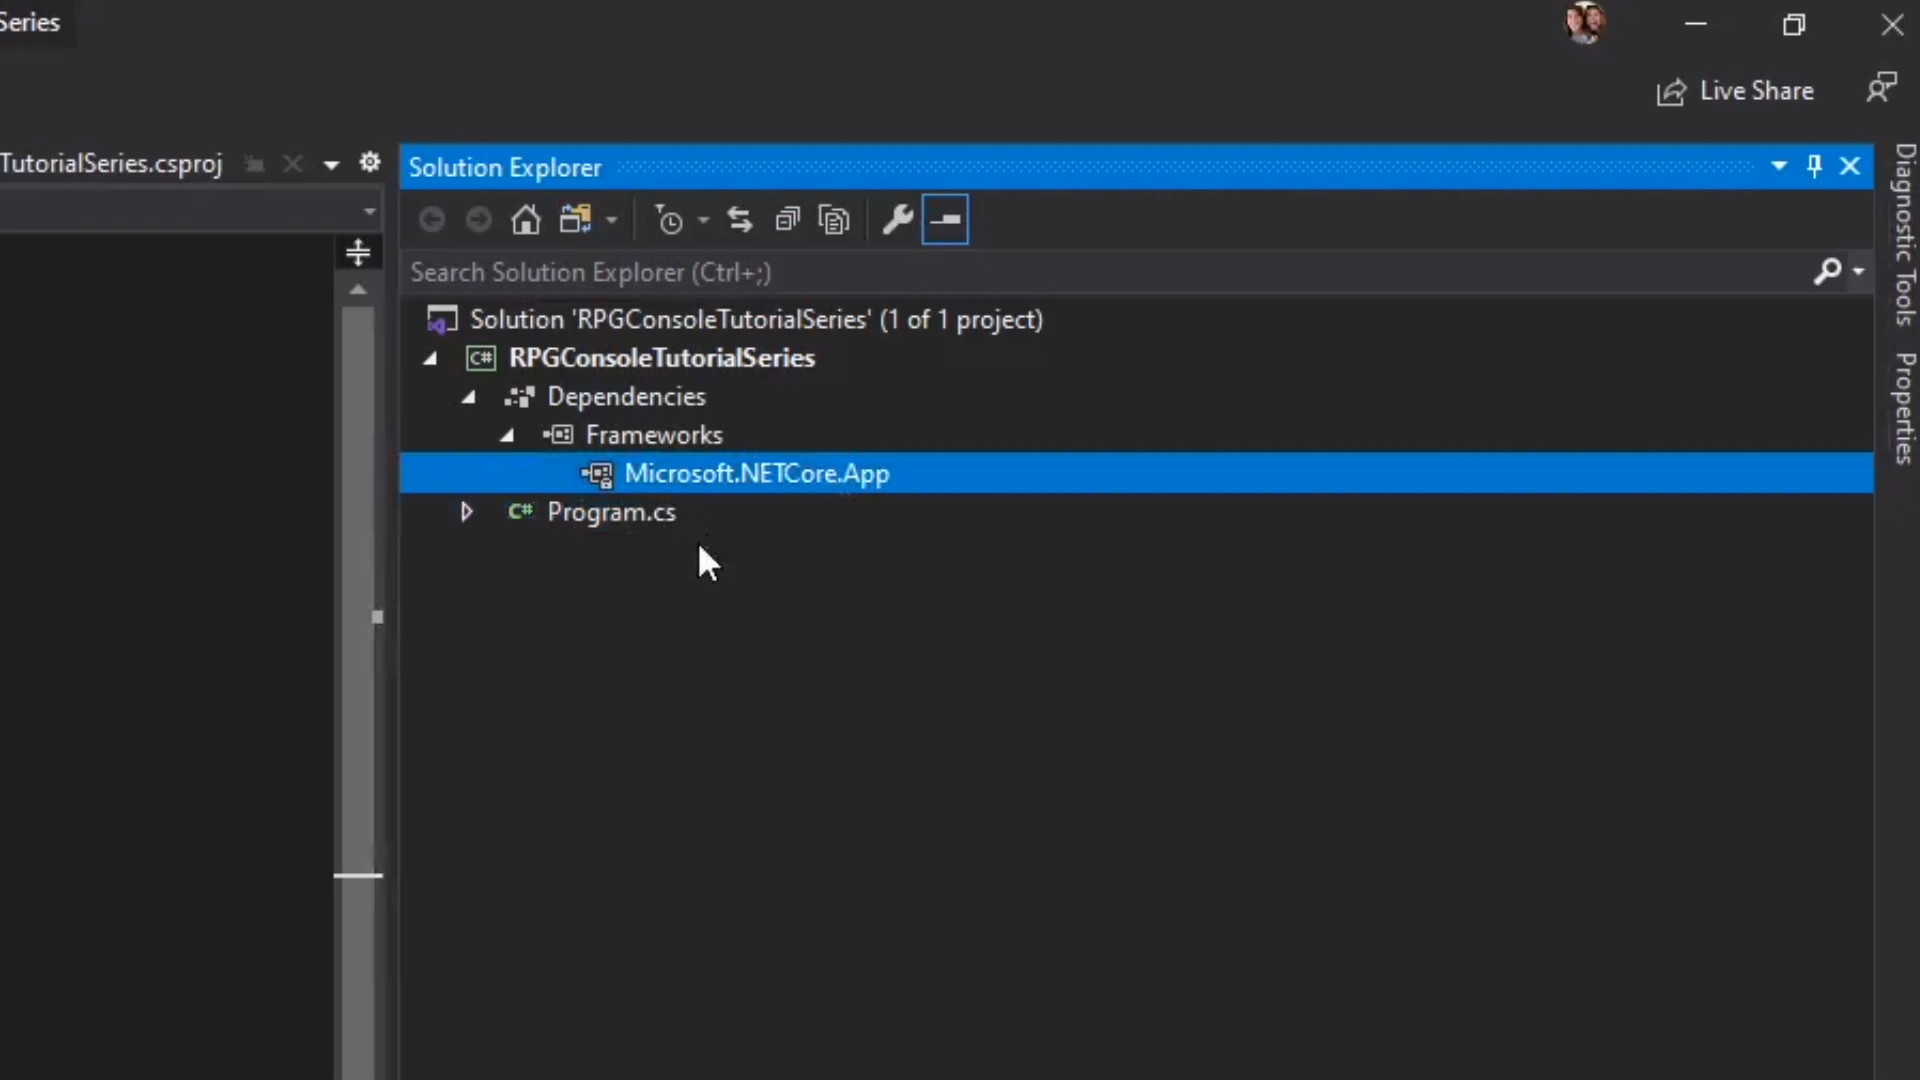 Series
Live Share
TutorialSeries.csproj
Solution Explorer
Search Solution Explorer (Ctrl+;)
Solution 'RPGConsoleTutorialSeries' (1 of 1 project)
C# RPGConsoleTutorialSeries
Dependencies
Frameworks
Microsoft.NETCore.App
C# Program.cs
Diagnostic Tools
Properties